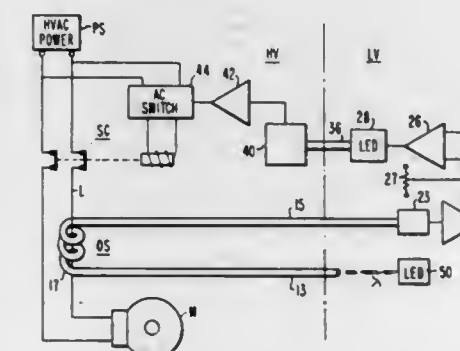 HVAC
POWER
PS
44
42
HV
LV
AC
SWITCH
SC
36
28
LED
26
40
27
L
15
23
OS
17
13
λ
LED
50
M